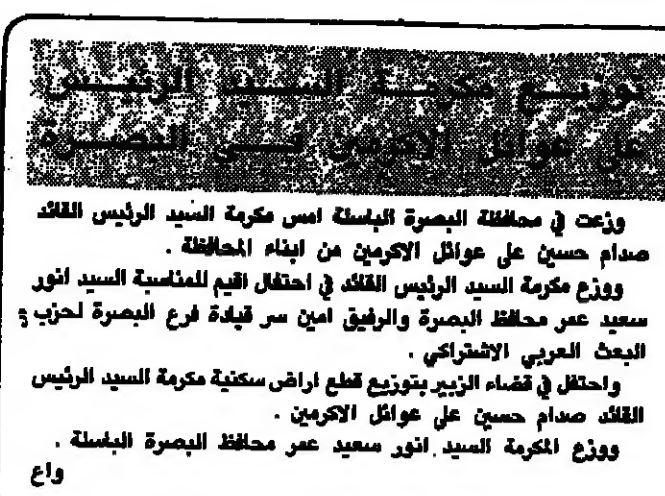 توزيع مكرمة السيد الرئيس
على عوائل الاكرمين في البصرة
وزعت في محافظة البصرة الباسلة امس مكرمة السيد الرئيس القائد
صدام حسين على عوائل الاكرمين من ابناء المحافظة .
ووزع مكرمة السيد الرئيس القائد في احتفال اقيم للمناسبة السيد انور
سعيد عمر محافظ البصرة والرفيق امين سر قيادة فرع البصرة لحزب
البعث العربي الاشتراكي .
واحتفل في قضاء الزبير بتوزيع قطع اراض سكنية مكرمة السيد الرئيس
القائد صدام حسين على عوائل الاكرمين .
ووزع المكرمة السيد انور سعيد عمر محافظ البصرة الباسلة .
واع